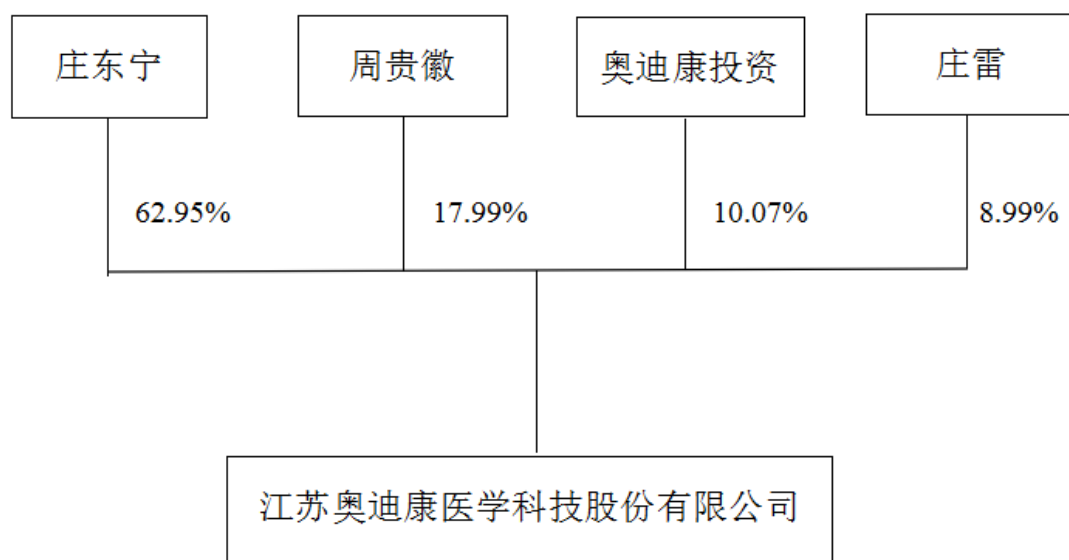 庄东宁
周贵徽
奥迪康投资
庄雷
62.95%
17.99%
10.07%
8.99%
江苏奥迪康医学科技股份有限公司